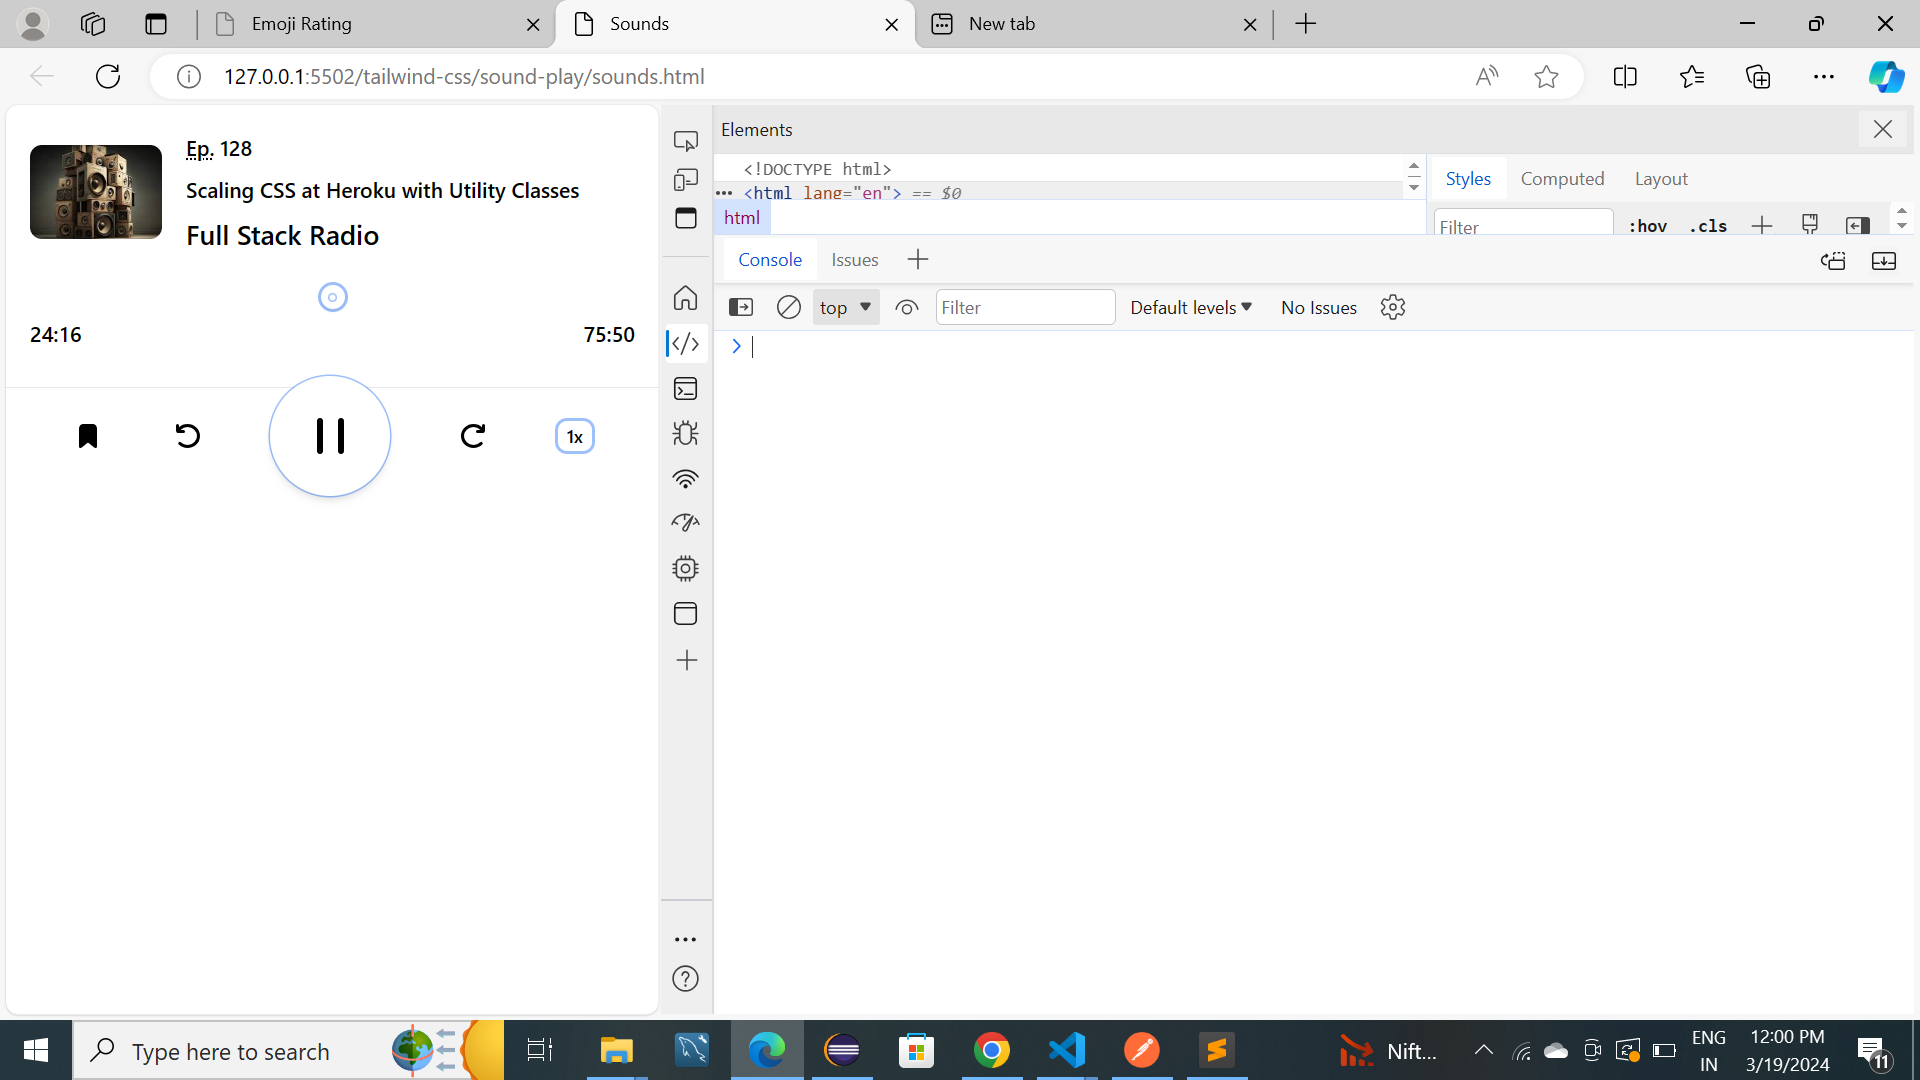 Emoji Rating
Sounds
New tab
127.0.0.1:5502/tailwind-css/sound-play/sounds.html
Ep. 128
Scaling CSS at Heroku with Utility Classes
Full Stack Radio
24:16
75:50
1x
Elements
<!DOCTYPE html>
<html lang="en"> == $0
html
Styles
Computed
Layout
Filter
:hov
.cls
Console
Issues
top
Filter
Default levels
No Issues
Type here to search
Nift...
ENG
IN
12:00 PM
3/19/2024
11